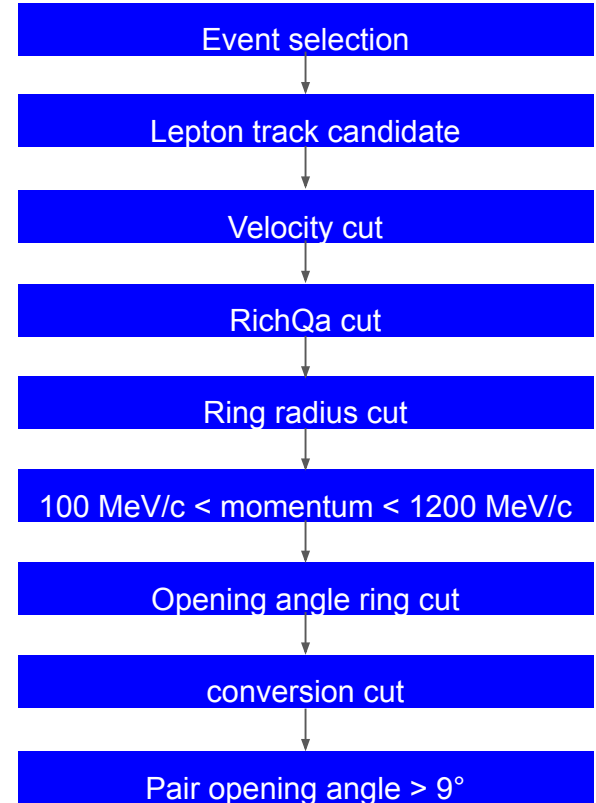 Event selection
Lepton track candidate
Velocity cut
RichQa cut
Ring radius cut
100 MeV/c < momentum < 1200 MeV/c
Opening angle ring cut
conversion cut
Pair opening angle > 9°